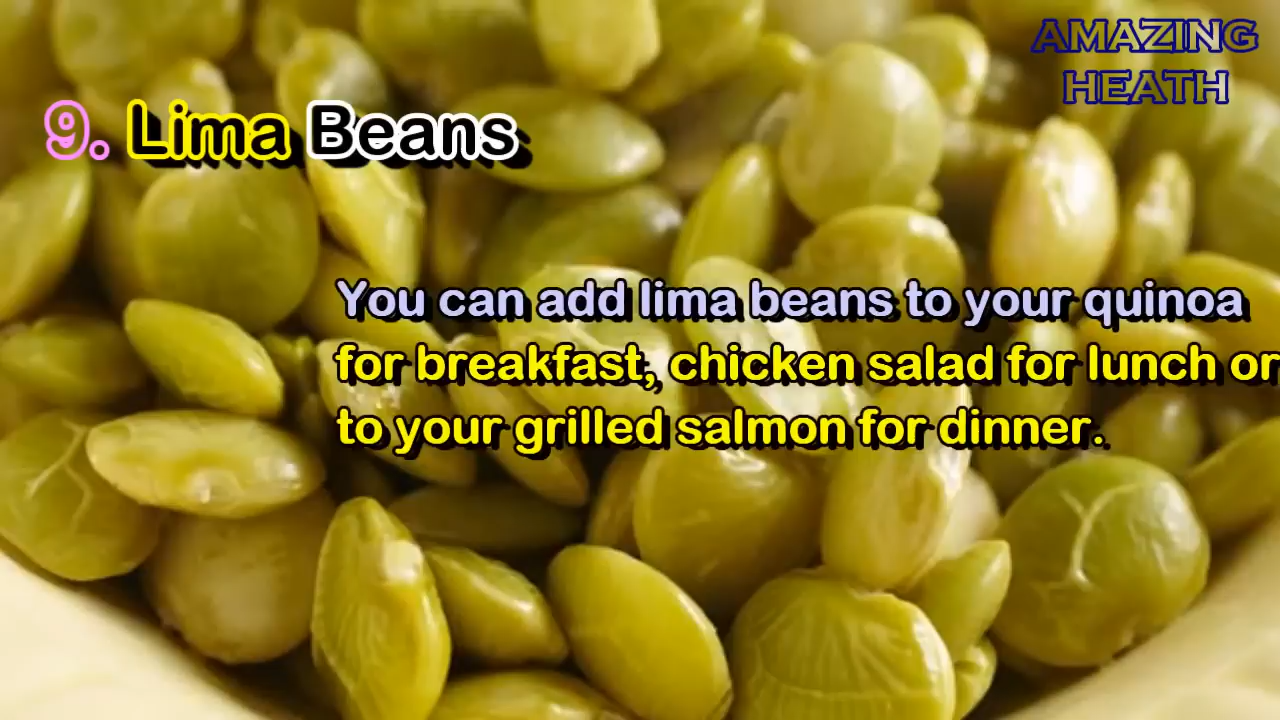 AMAZING
HEATH
9. Lima Beans
You can add lima beans to your quinoa
for breakfast, chicken salad for lunch or
to your grilled salmon for dinner.